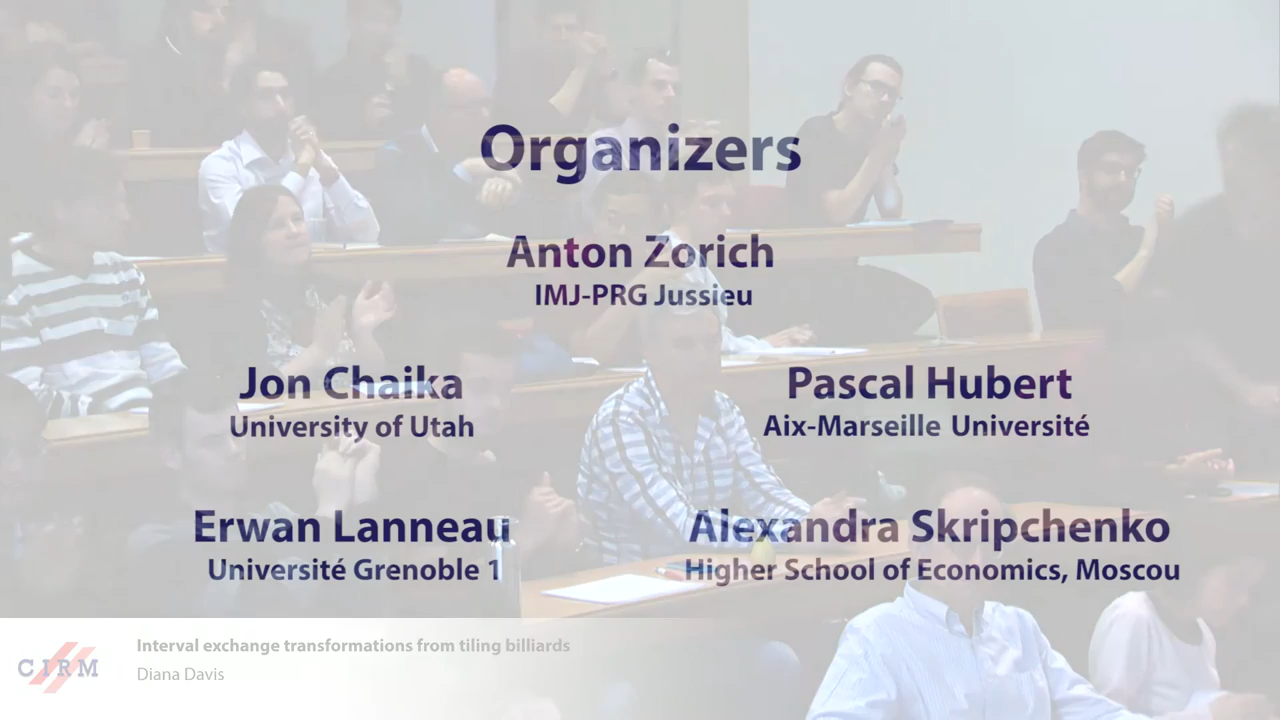 Organizers
Anton Zorich
IMJ-PRG Jussieu
Jon Chaika
University of Utah
Pascal Hubert
Aix-Marseille Université
Erwan Lanneau
Université Grenoble 1
Alexandra Skripchenko
Higher School of Economics, Moscou
CIRM
Interval exchange transformations from tiling billiards
Diana Davis